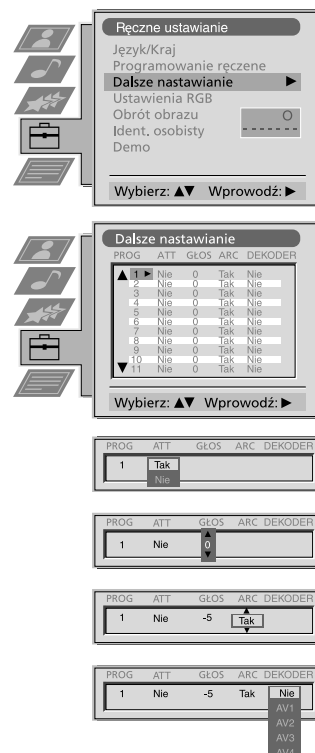 Ręczne ustawianie
Język/Kraj
Programowanie ręzene
Dalsze nastawianie ▶
Ustawienia RGB
Obrót obrazu O
Ident. osobisty - - - - - -
Demo
Wybierz: ▲▼ Wprowodź: ▶
Dalsze nastawianie
PROG ATT GŁOS ARC DEKODER
▲ 1 ▶ Nie 0 Tak Nie
2 Nie 0 Tak Nie
3 Nie 0 Tak Nie
4 Nie 0 Tak Nie
5 Nie 0 Tak Nie
6 Nie 0 Tak Nie
7 Nie 0 Tak Nie
8 Nie 0 Tak Nie
9 Nie 0 Tak Nie
10 Nie 0 Tak Nie
▼ 11 Nie 0 Tak Nie
Wybierz: ▲▼ Wprowodź: ▶
PROG ATT GŁOS ARC DEKODER
1 Tak
Nie
PROG ATT GŁOS ARC DEKODER
▲
1 Nie 0
▼
PROG ATT GŁOS ARC DEKODER
▲
1 Nie -5 Tak
▼
PROG ATT GŁOS ARC DEKODER
1 Nie -5 Tak Nie
AV1
AV2
AV3
AV4